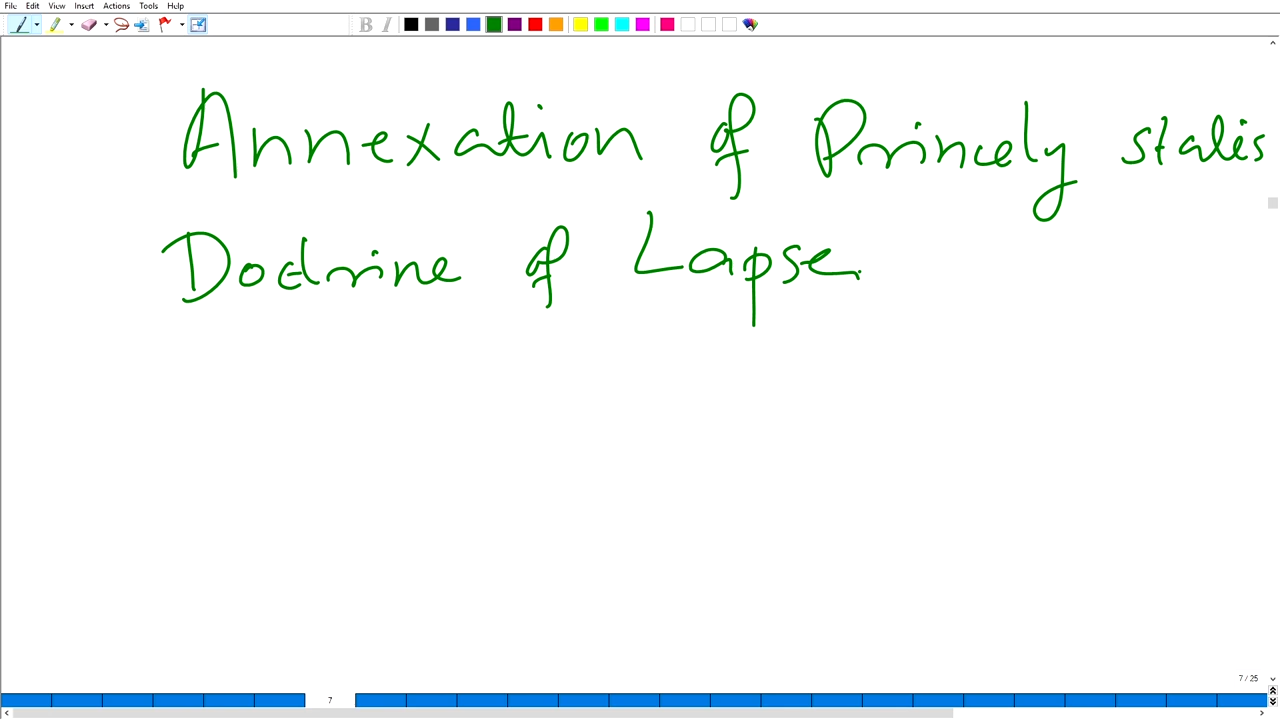 File Edit View Insert Actions Tools Help
B I
Annexation of Princely states
Doctrine of Lapse.
7 / 25
7